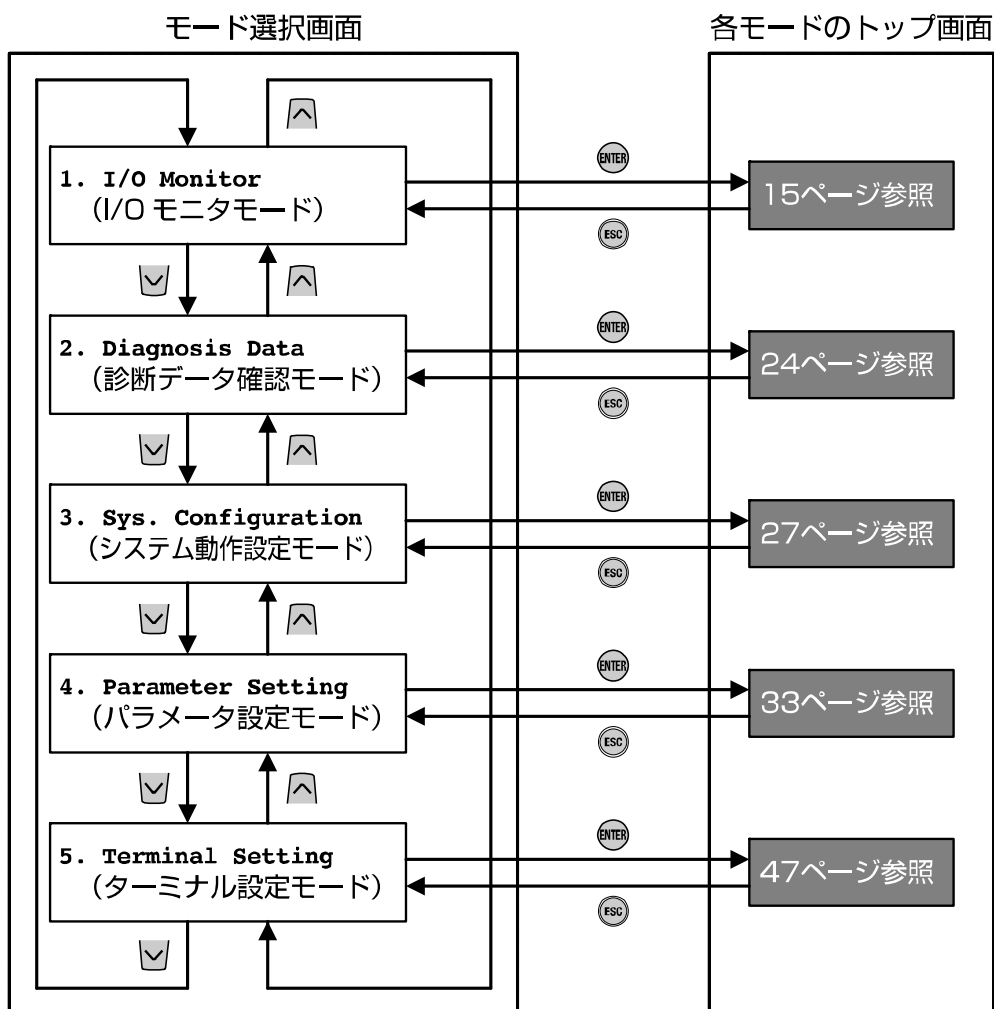 モード選択画面
各モードのトップ画面
1. I/O Monitor
（I/O モニタモード）
ENTER
15ページ参照
ESC
2. Diagnosis Data
（診断データ確認モード）
ENTER
24ページ参照
ESC
3. Sys. Configuration
（システム動作設定モード）
ENTER
27ページ参照
ESC
4. Parameter Setting
（パラメータ設定モード）
ENTER
33ページ参照
ESC
5. Terminal Setting
（ターミナル設定モード）
ENTER
47ページ参照
ESC